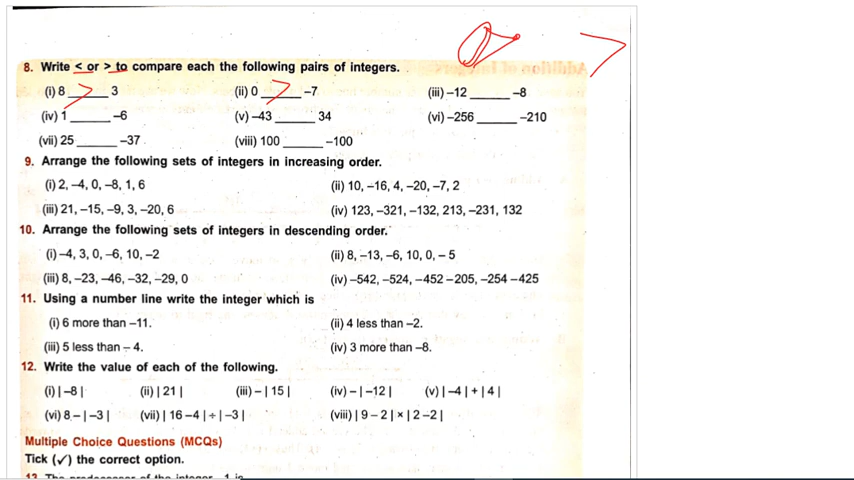 8. Write < or > to compare each the following pairs of integers.
(i) 8 > 3 (ii) 0 > –7 (iii) –12 ______ –8
(iv) 1 ______ –6 (v) –43 ______ 34 (vi) –256 ______ –210
(vii) 25 ______ –37 (viii) 100 ______ –100
9. Arrange the following sets of integers in increasing order.
(i) 2, –4, 0, –8, 1, 6 (ii) 10, –16, 4, –20, –7, 2
(iii) 21, –15, –9, 3, –20, 6 (iv) 123, –321, –132, 213, –231, 132
10. Arrange the following sets of integers in descending order.
(i) –4, 3, 0, –6, 10, –2 (ii) 8, –13, –6, 10, 0, – 5
(iii) 8, –23, –46, –32, –29, 0 (iv) –542, –524, –452 –205, –254 –425
11. Using a number line write the integer which is
(i) 6 more than –11. (ii) 4 less than –2.
(iii) 5 less than – 4. (iv) 3 more than –8.
12. Write the value of each of the following.
(i) | –8 | (ii) | 21 | (iii) – | 15 | (iv) – | –12 | (v) | –4 | + | 4 |
(vi) 8 – | –3 | (vii) | 16 – 4 | ÷ | –3 | (viii) | 9 – 2 | × | 2 – 2 |
Multiple Choice Questions (MCQs)
Tick (✓) the correct option.
13. The predecessor of the integer –1 is